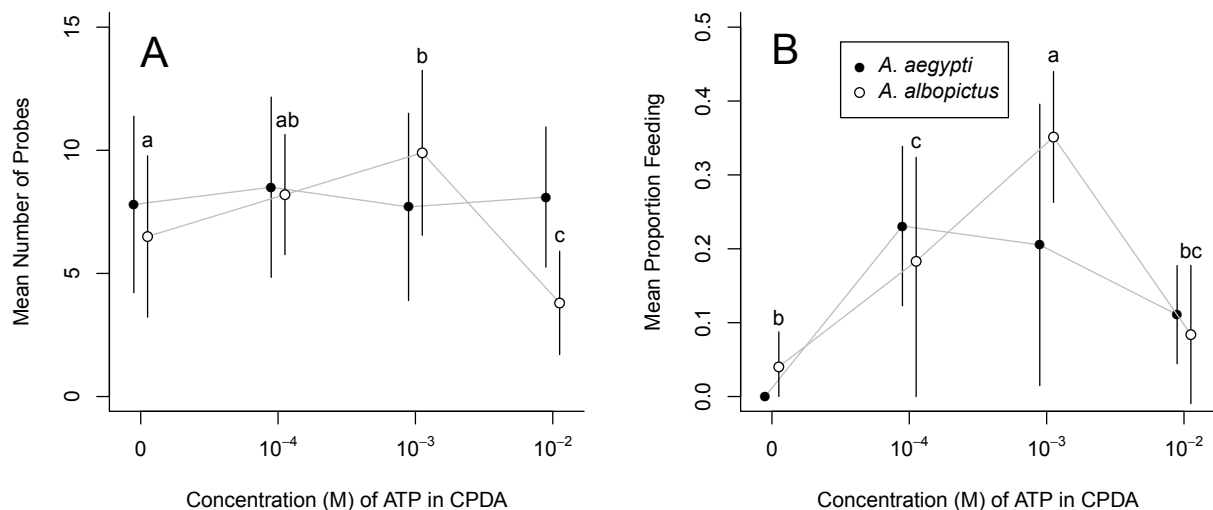 A
Mean Number of Probes
15
10
5
0
a
ab
b
c
0
10⁻⁴
10⁻³
10⁻²
Concentration (M) of ATP in CPDA
B
Mean Proportion Feeding
0.5
0.4
0.3
0.2
0.1
0.0
A. aegypti
A. albopictus
b
c
a
bc
0
10⁻⁴
10⁻³
10⁻²
Concentration (M) of ATP in CPDA